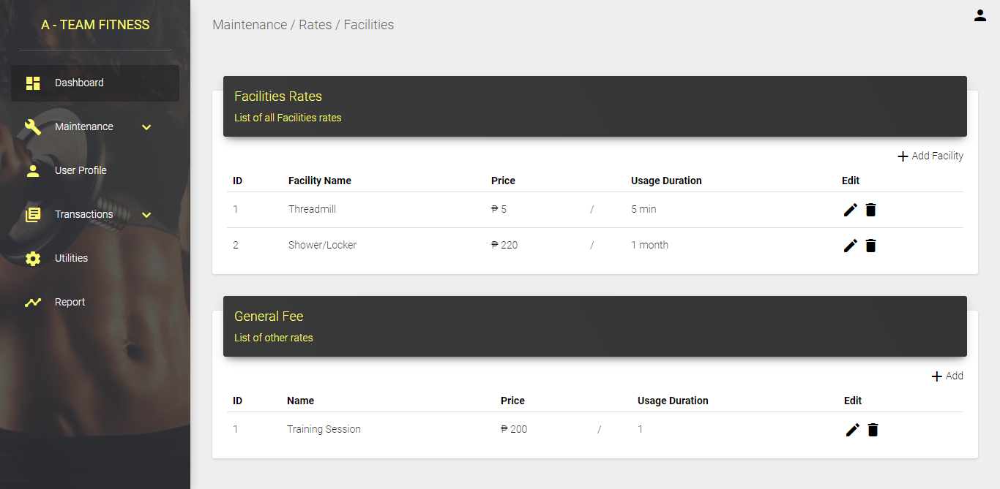 A - TEAM FITNESS
Dashboard
Maintenance
User Profile
Transactions
Utilities
Report
Maintenance / Rates / Facilities
Facilities Rates
List of all Facilities rates
Add Facility
ID Facility Name Price Usage Duration Edit
1 Threadmill ₱ 5 / 5 min
2 Shower/Locker ₱ 220 / 1 month
General Fee
List of other rates
Add
ID Name Price Usage Duration Edit
1 Training Session ₱ 200 / 1